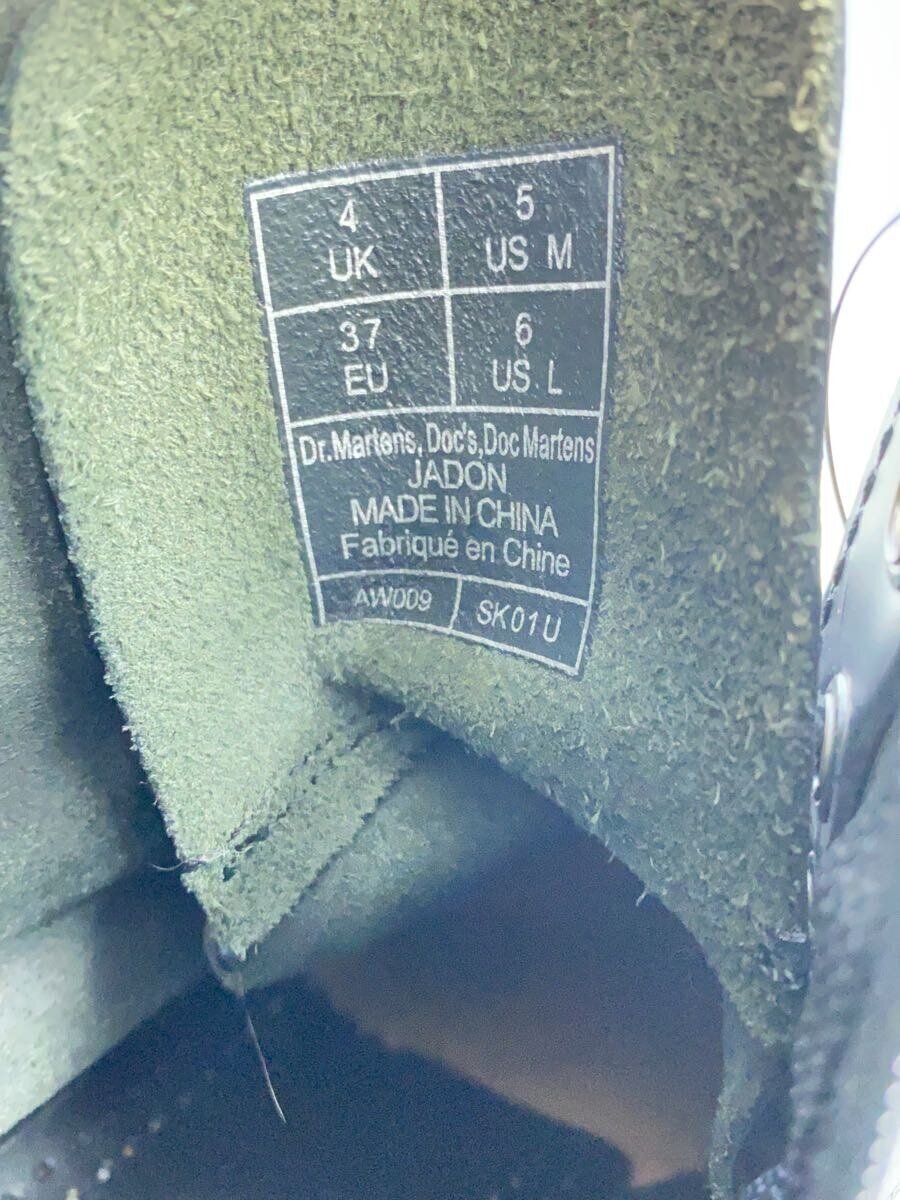 4
UK
5
US M
37
EU
6
US L
Dr.Martens,Doc's,Doc Martens
JADON
MADE IN CHINA
Fabriqué en Chine
AW009
SK01U